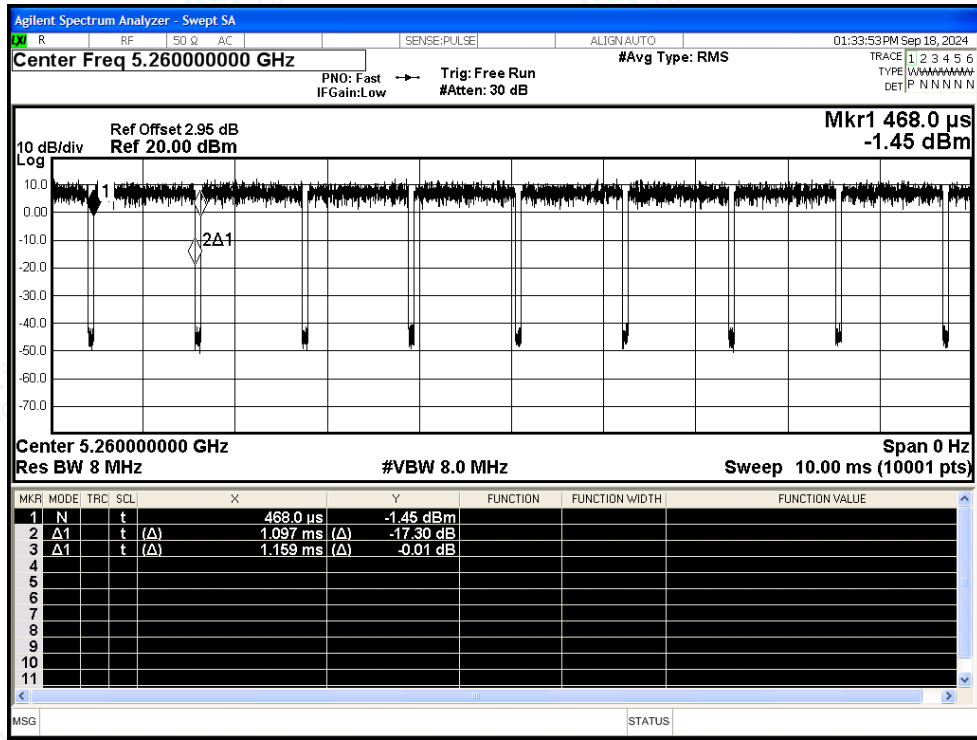 Agilent Spectrum Analyzer - Swept SA
LXI R RF 50 Ω AC SENSE:PULSE ALIGN AUTO 01:33:53 PM Sep 18, 2024
Center Freq 5.260000000 GHz #Avg Type: RMS TRACE 1 2 3 4 5 6
PNO: Fast Trig: Free Run TYPE WWWWWW
IFGain:Low #Atten: 30 dB DET P N N N N N
Mkr1 468.0 µs
Ref Offset 2.95 dB
10 dB/div Ref 20.00 dBm -1.45 dBm
Log
10.0
1
0.00
2Δ1
-10.0
-20.0
-30.0
-40.0
-50.0
-60.0
-70.0
Center 5.260000000 GHz Span 0 Hz
Res BW 8 MHz #VBW 8.0 MHz Sweep 10.00 ms (10001 pts)
MKR MODE TRC SCL X Y FUNCTION FUNCTION WIDTH FUNCTION VALUE
1 N t 468.0 µs -1.45 dBm
2 Δ1 t (Δ) 1.097 ms (Δ) -17.30 dB
3 Δ1 t (Δ) 1.159 ms (Δ) -0.01 dB
4
5
6
7
8
9
10
11
MSG STATUS